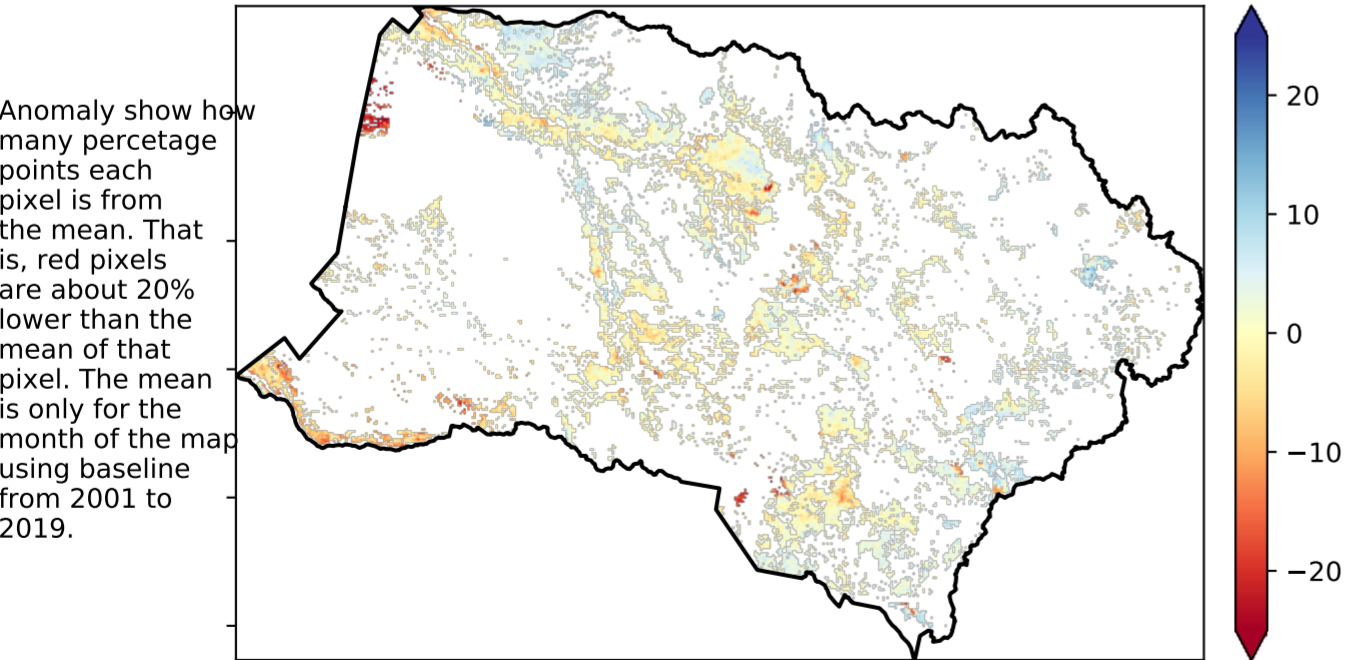 Anomaly show how
many percetage
points each
pixel is from
the mean. That
is, red pixels
are about 20%
lower than the
mean of that
pixel. The mean
is only for the
month of the map
using baseline
from 2001 to
2019.
20
10
0
−10
−20